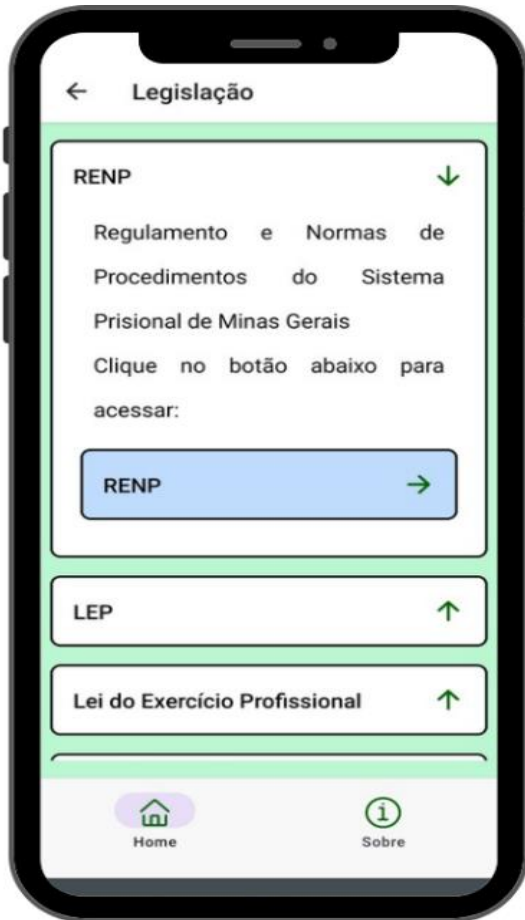 Legislação
RENP
Regulamento e Normas de
Procedimentos do Sistema
Prisional de Minas Gerais
Clique no botão abaixo para
acessar:
RENP
LEP
Lei do Exercício Profissional
Home
Sobre